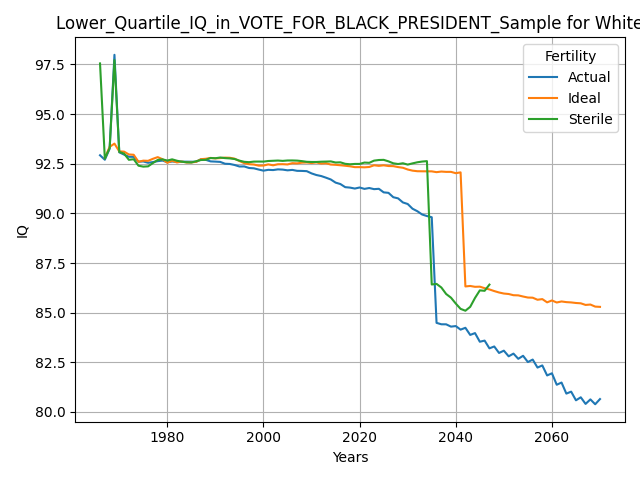 Lower_Quartile_IQ_in_VOTE_FOR_BLACK_PRESIDENT_Sample for White
Fertility
Actual
Ideal
Sterile
97.5
95.0
92.5
90.0
87.5
85.0
82.5
80.0
IQ
1980 2000 2020 2040 2060
Years